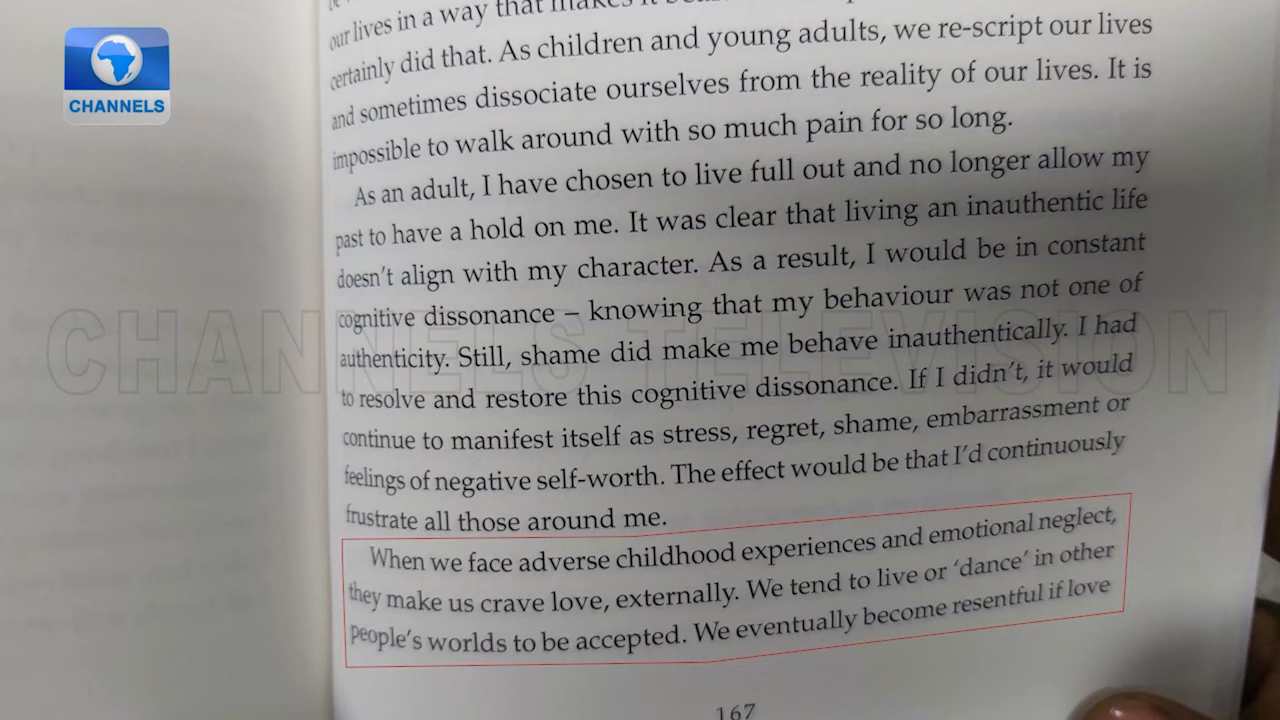 our lives in a way that makes it
certainly did that. As children and young adults, we re-script our lives
and sometimes dissociate ourselves from the reality of our lives. It is
impossible to walk around with so much pain for so long.
As an adult, I have chosen to live full out and no longer allow my
past to have a hold on me. It was clear that living an inauthentic life
doesn't align with my character. As a result, I would be in constant
cognitive dissonance – knowing that my behaviour was not one of
authenticity. Still, shame did make me behave inauthentically. I had
to resolve and restore this cognitive dissonance. If I didn't, it would
continue to manifest itself as stress, regret, shame, embarrassment or
feelings of negative self-worth. The effect would be that I'd continuously
frustrate all those around me.
When we face adverse childhood experiences and emotional neglect,
they make us crave love, externally. We tend to live or 'dance' in other
people's worlds to be accepted. We eventually become resentful if love
167
CHANNELS
CHANNELS TELEVISION